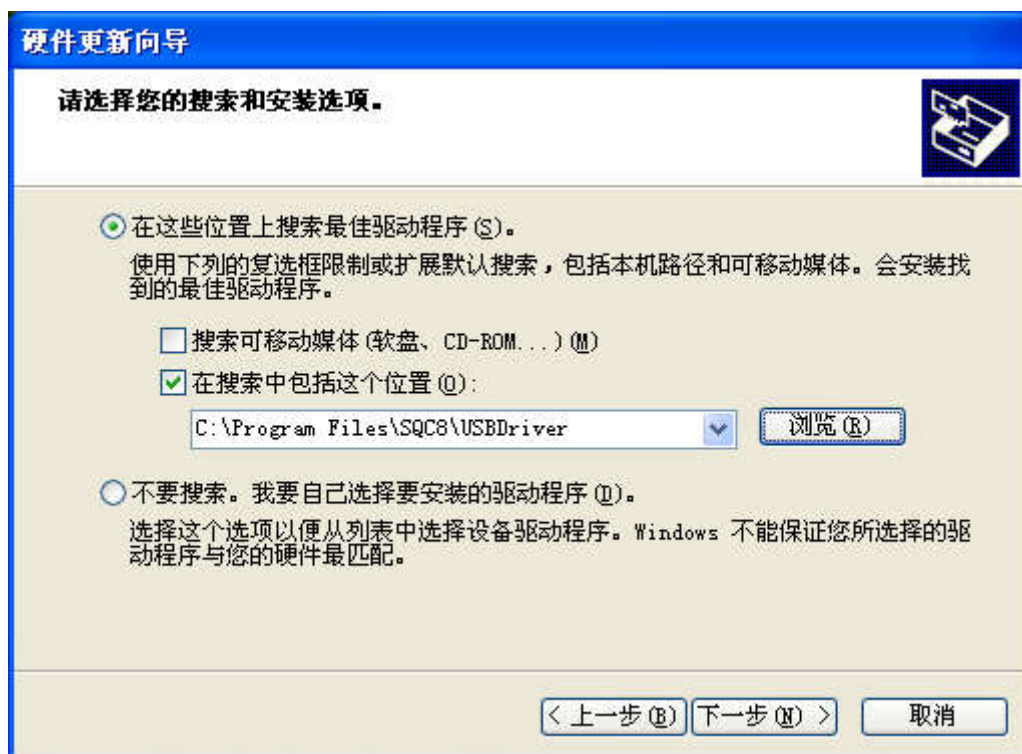 硬件更新向导
请选择您的搜索和安装选项。
在这些位置上搜索最佳驱动程序(S)。
使用下列的复选框限制或扩展默认搜索，包括本机路径和可移动媒体。会安装找
到的最佳驱动程序。
搜索可移动媒体(软盘、CD-ROM...)(M)
在搜索中包括这个位置(O):
C:\Program Files\SQC8\USBDriver
浏览(R)
不要搜索。我要自己选择要安装的驱动程序(D)。
选择这个选项以便从列表中选择设备驱动程序。Windows 不能保证您所选择的驱
动程序与您的硬件最匹配。
< 上一步(B) 下一步(N) > 取消